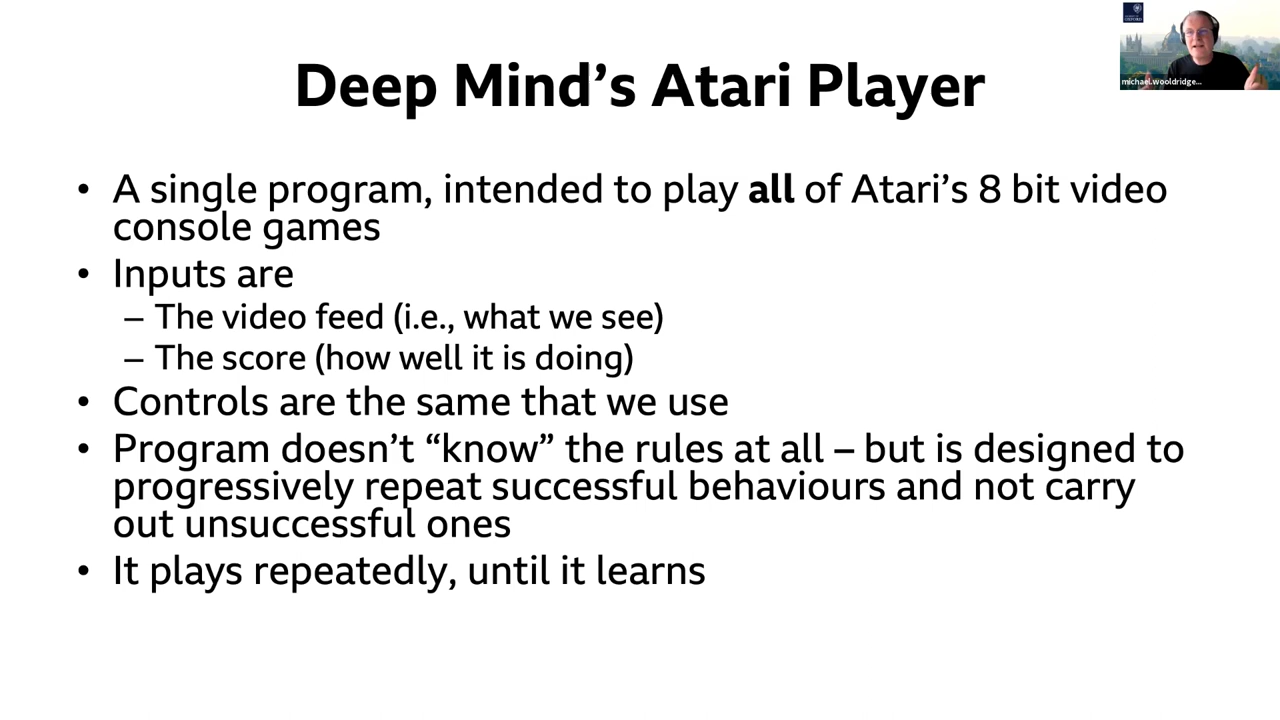 Deep Mind's Atari Player
• A single program, intended to play all of Atari's 8 bit video
console games
• Inputs are
– The video feed (i.e., what we see)
– The score (how well it is doing)
• Controls are the same that we use
• Program doesn't “know” the rules at all – but is designed to
progressively repeat successful behaviours and not carry
out unsuccessful ones
• It plays repeatedly, until it learns
OXFORD
michael.wooldridge...